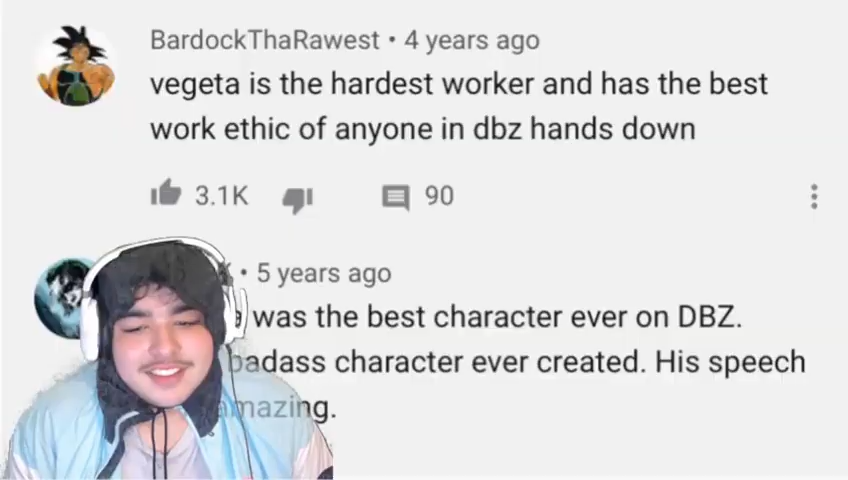 BardockThaRawest • 4 years ago
vegeta is the hardest worker and has the best
work ethic of anyone in dbz hands down
3.1K 90
• 5 years ago
was the best character ever on DBZ.
badass character ever created. His speech
amazing.